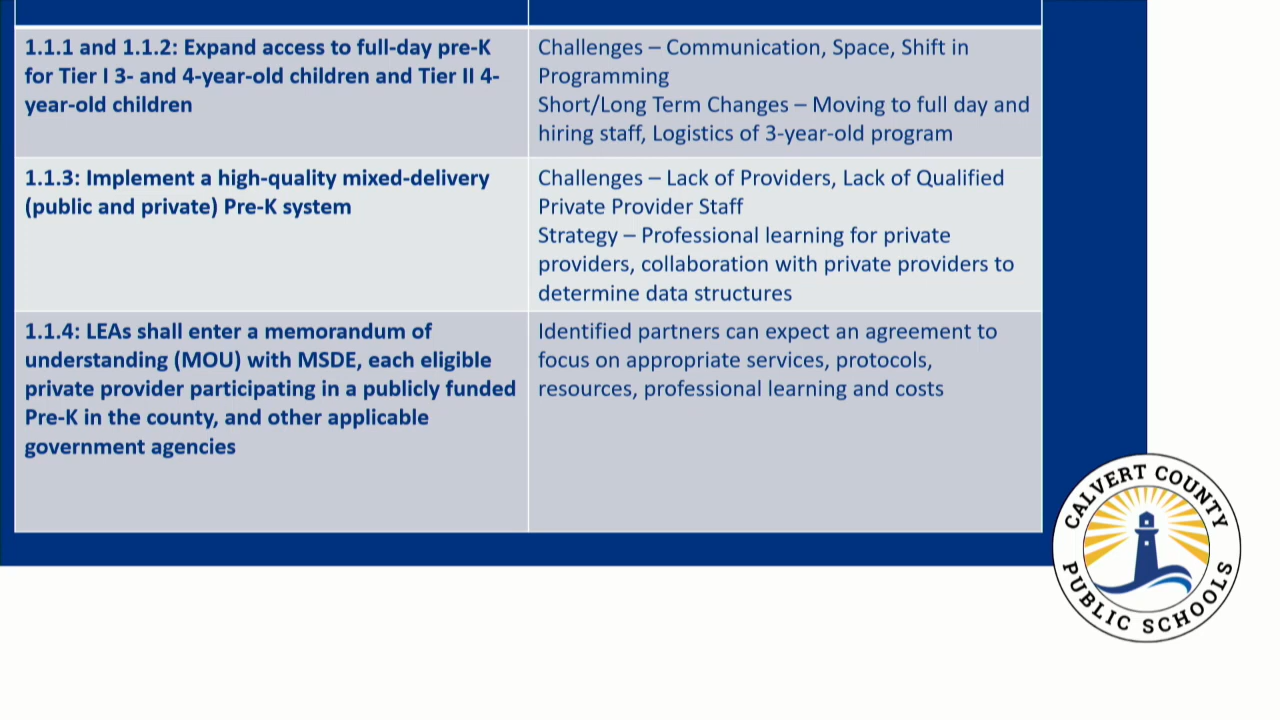 1.1.1 and 1.1.2: Expand access to full-day pre-K
for Tier I 3- and 4-year-old children and Tier II 4-
year-old children
Challenges – Communication, Space, Shift in
Programming
Short/Long Term Changes – Moving to full day and
hiring staff, Logistics of 3-year-old program
1.1.3: Implement a high-quality mixed-delivery
(public and private) Pre-K system
Challenges – Lack of Providers, Lack of Qualified
Private Provider Staff
Strategy – Professional learning for private
providers, collaboration with private providers to
determine data structures
1.1.4: LEAs shall enter a memorandum of
understanding (MOU) with MSDE, each eligible
private provider participating in a publicly funded
Pre-K in the county, and other applicable
government agencies
Identified partners can expect an agreement to
focus on appropriate services, protocols,
resources, professional learning and costs
CALVERT COUNTY
PUBLIC SCHOOLS